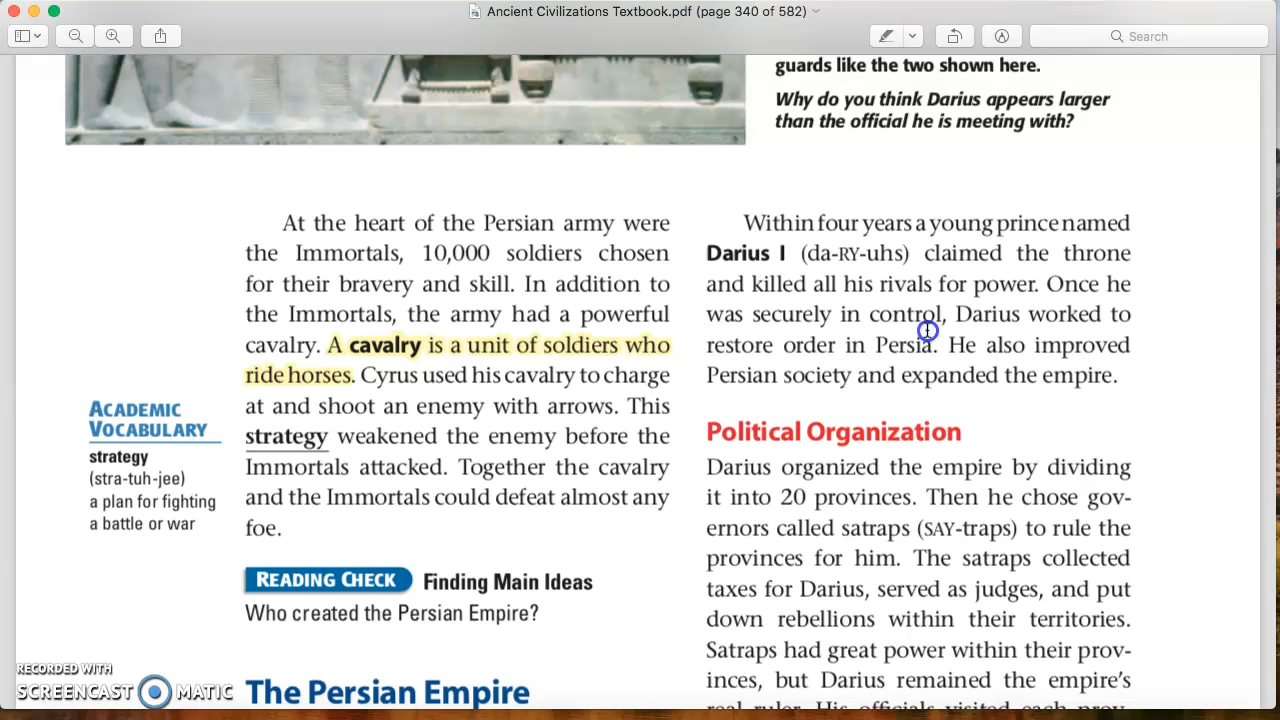 Ancient Civilizations Textbook.pdf (page 340 of 582)
Search
guards like the two shown here.
Why do you think Darius appears larger
than the official he is meeting with?
At the heart of the Persian army were
the Immortals, 10,000 soldiers chosen
for their bravery and skill. In addition to
the Immortals, the army had a powerful
cavalry. A cavalry is a unit of soldiers who
ride horses. Cyrus used his cavalry to charge
at and shoot an enemy with arrows. This
strategy weakened the enemy before the
Immortals attacked. Together the cavalry
and the Immortals could defeat almost any
foe.
ACADEMIC
VOCABULARY
strategy
(stra-tuh-jee)
a plan for fighting
a battle or war
READING CHECK Finding Main Ideas
Who created the Persian Empire?
The Persian Empire
Within four years a young prince named
Darius I (da-RY-uhs) claimed the throne
and killed all his rivals for power. Once he
was securely in control, Darius worked to
restore order in Persia. He also improved
Persian society and expanded the empire.
Political Organization
Darius organized the empire by dividing
it into 20 provinces. Then he chose gov-
ernors called satraps (SAY-traps) to rule the
provinces for him. The satraps collected
taxes for Darius, served as judges, and put
down rebellions within their territories.
Satraps had great power within their prov-
inces, but Darius remained the empire's
real ruler. His officials visited each prov-
RECORDED WITH
SCREENCAST MATIC